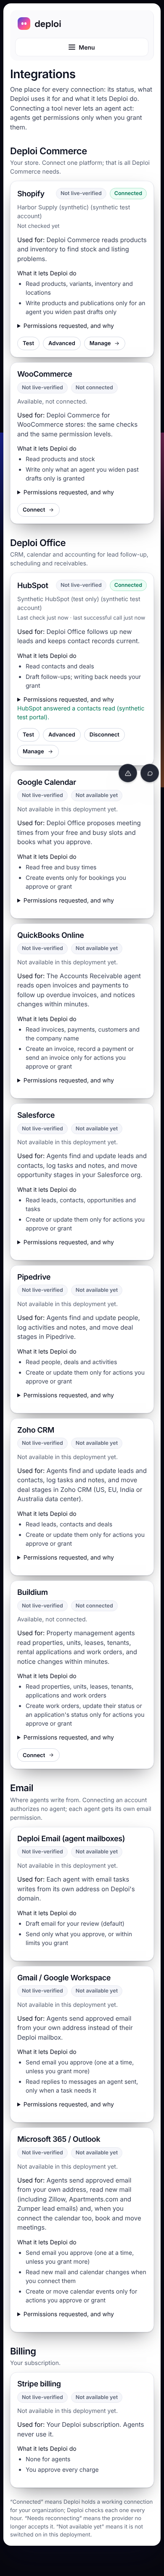 deploi
Menu
Integrations
One place for every connection: its status, what
Deploi uses it for and what it lets Deploi do.
Connecting a tool never lets an agent act:
agents get permissions only when you grant
them.
Deploi Commerce
Your store. Connect one platform; that is all Deploi
Commerce needs.
Shopify
Not live-verified
Connected
Harbor Supply (synthetic) (synthetic test
account)
Not checked yet
Used for: Deploi Commerce reads products
and inventory to find stock and listing
problems.
What it lets Deploi do
• Read products, variants, inventory and
locations
• Write products and publications only for an
agent you widen past drafts only
Permissions requested, and why
Test
Advanced
Manage →
WooCommerce
Not live-verified
Not connected
Available, not connected.
Used for: Deploi Commerce for
WooCommerce stores: the same checks
and the same permission levels.
What it lets Deploi do
• Read products and stock
• Write only what an agent you widen past
drafts only is granted
Permissions requested, and why
Connect →
Deploi Office
CRM, calendar and accounting for lead follow-up,
scheduling and receivables.
HubSpot
Not live-verified
Connected
Synthetic HubSpot (test only) (synthetic test
account)
Last check just now · last successful call just now
Used for: Deploi Office follows up new
leads and keeps contact records current.
What it lets Deploi do
• Read contacts and deals
• Draft follow-ups; writing back needs your
grant
Permissions requested, and why
HubSpot answered a contacts read (synthetic
test portal).
Test
Advanced
Disconnect
Manage →
Google Calendar
Not live-verified
Not available yet
Not available in this deployment.
Used for: Deploi Office proposes meeting
times from your free and busy slots and
books what you approve.
What it lets Deploi do
• Read free and busy times
• Create events only for bookings you
approve or grant
Permissions requested, and why
QuickBooks Online
Not live-verified
Not available yet
Not available in this deployment.
Used for: The Accounts Receivable agent
reads open invoices and payments to
follow up overdue invoices, and notices
changes within minutes.
What it lets Deploi do
• Read invoices, payments, customers and
the company name
• Create an invoice, record a payment or
send an invoice only for actions you
approve or grant
Permissions requested, and why
Salesforce
Not live-verified
Not available yet
Not available in this deployment.
Used for: Agents find and update leads and
contacts, log tasks and notes, and move
opportunity stages in your Salesforce org.
What it lets Deploi do
• Read leads, contacts, opportunities and
tasks
• Create or update them only for actions you
approve or grant
Permissions requested, and why
Pipedrive
Not live-verified
Not available yet
Not available in this deployment.
Used for: Agents find and update people,
log activities and notes, and move deal
stages in Pipedrive.
What it lets Deploi do
• Read people, deals and activities
• Create or update them only for actions you
approve or grant
Permissions requested, and why
Zoho CRM
Not live-verified
Not available yet
Not available in this deployment.
Used for: Agents find and update leads and
contacts, log tasks and notes, and move
deal stages in Zoho CRM (US, EU, India or
Australia data center).
What it lets Deploi do
• Read leads, contacts and deals
• Create or update them only for actions you
approve or grant
Permissions requested, and why
Buildium
Not live-verified
Not connected
Available, not connected.
Used for: Property management agents
read properties, units, leases, tenants,
rental applications and work orders, and
notice changes within minutes.
What it lets Deploi do
• Read properties, units, leases, tenants,
applications and work orders
• Create work orders, update their status or
an application's status only for actions you
approve or grant
Permissions requested, and why
Connect →
Email
Where agents write from. Connecting an account
authorizes no agent; each agent gets its own email
permission.
Deploi Email (agent mailboxes)
Not live-verified
Not available yet
Not available in this deployment.
Used for: Each agent with email tasks
writes from its own address on Deploi's
domain.
What it lets Deploi do
• Draft email for your review (default)
• Send only what you approve, or within
limits you grant
Gmail / Google Workspace
Not live-verified
Not available yet
Not available in this deployment.
Used for: Agents send approved email
from your own address instead of their
Deploi mailbox.
What it lets Deploi do
• Send email you approve (one at a time,
unless you grant more)
• Read replies to messages an agent sent,
only when a task needs it
Permissions requested, and why
Microsoft 365 / Outlook
Not live-verified
Not available yet
Not available in this deployment.
Used for: Agents send approved email
from your own address, read new mail
(including Zillow, Apartments.com and
Zumper lead emails) and, when you
connect the calendar too, book and move
meetings.
What it lets Deploi do
• Send email you approve (one at a time,
unless you grant more)
• Read new mail and calendar changes when
you connect them
• Create or move calendar events only for
actions you approve or grant
Permissions requested, and why
Billing
Your subscription.
Stripe billing
Not live-verified
Not available yet
Not available in this deployment.
Used for: Your Deploi subscription. Agents
never use it.
What it lets Deploi do
• None for agents
• You approve every charge
"Connected" means Deploi holds a working connection
for your organization; Deploi checks each one every
hour. "Needs reconnecting" means the provider no
longer accepts it. "Not available yet" means it is not
switched on in this deployment.